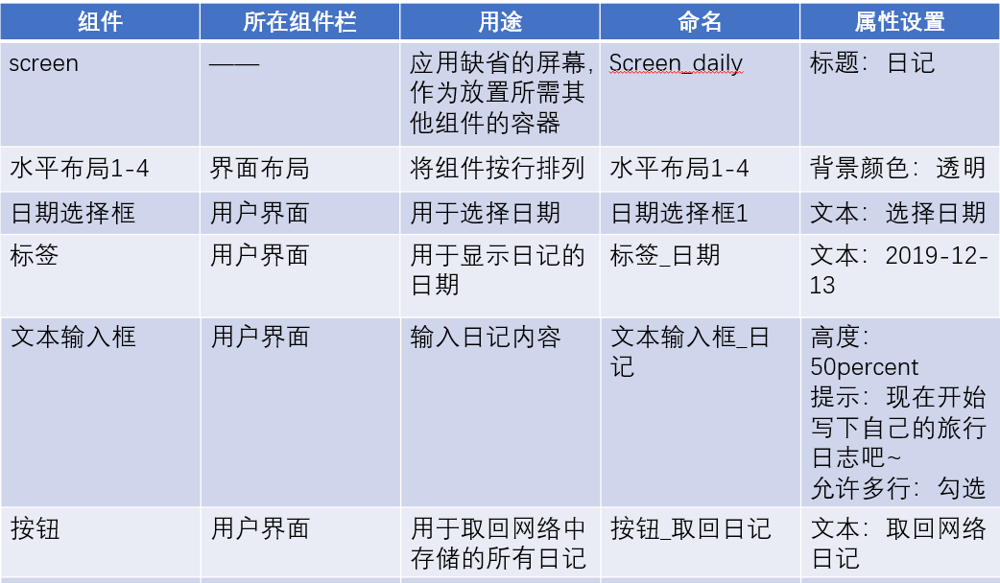 组件 所在组件栏 用途 命名 属性设置
screen —— 应用缺省的屏幕, Screen_daily 标题：日记
作为放置所需其
他组件的容器
水平布局1-4 界面布局 将组件按行排列 水平布局1-4 背景颜色：透明
日期选择框 用户界面 用于选择日期 日期选择框1 文本：选择日期
标签 用户界面 用于显示日记的 标签_日期 文本：2019-12-
日期 13
文本输入框 用户界面 输入日记内容 文本输入框_日 高度：
记 50percent
提示：现在开始
写下自己的旅行
日志吧~
允许多行：勾选
按钮 用户界面 用于取回网络中 按钮_取回日记 文本：取回网络
存储的所有日记 日记